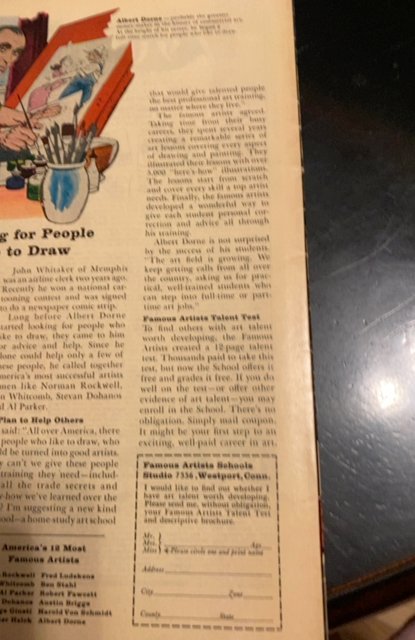 Albert Dorne — probably the greatest
that would give talented people
the best professional art training,
no matter where they live."
The famous artists agreed.
Taking time from their busy
careers, they spent several years
creating a remarkable series of
art lessons covering every aspect
of drawing and painting. They
illustrated these lessons with over
5,000 "here's-how" illustrations.
The lessons start from scratch
and cover every skill a top artist
needs. Finally, the famous artists
developed a wonderful way to
give each student personal cor-
rection and advice all through
his training.
Albert Dorne is not surprised
by the success of his students.
"The art field is growing. We
keep getting calls from all over
the country, asking us for prac-
tical, well-trained students who
can step into full-time or part-
time art jobs."
Famous Artists Talent Test
To find others with art talent
worth developing, the Famous
Artists created a 12-page talent
test. Thousands paid to take this
test, but now the School offers it
free and grades it free. If you do
well on the test—or offer other
evidence of art talent—you may
enroll in the School. There's no
obligation. Simply mail coupon.
It might be your first step to an
exciting, well-paid career in art.
Famous Artists Schools
Studio 7336, Westport, Conn.
I would like to find out whether I
have art talent worth developing.
Please send me, without obligation,
your Famous Artists Talent Test
and descriptive brochure.
Mr.
Mrs.
Miss Please circle one and print name Age
Address
City Zone
County State
g for People
to Draw
John Whitaker of Memphis
was an airline clerk two years ago.
Recently he won a national car-
tooning contest and was signed
to do a newspaper comic strip.
Long before Albert Dorne
started looking for people who
like to draw, they came to him
or advice and help. Since he
lone could help only a few of
hese people, he called together
merica's most successful artists
men like Norman Rockwell,
n Whitcomb, Stevan Dohanos
d Al Parker.
Plan to Help Others
said: "All over America, there
people who like to draw, who
ld be turned into good artists.
y can't we give these people
training they need—includ-
all the trade secrets and
-how we've learned over the
I'm suggesting a new kind
ool—a home-study art school
America's 12 Most
Famous Artists
Rockwell Fred Ludekens
Whitcomb Ben Stahl
Al Parker Robert Fawcett
Dohanos Austin Briggs
Giusti Harold Von Schmidt
er Helck Albert Dorne